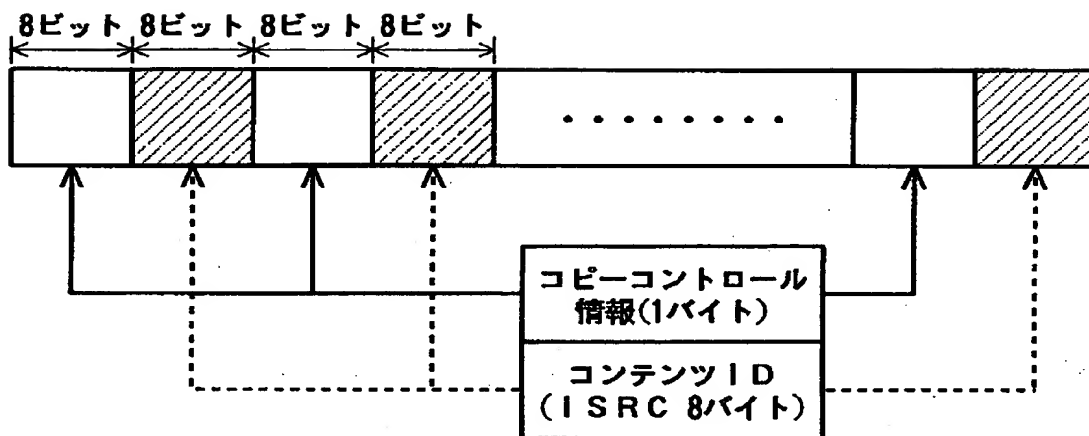 8ビット 8ビット 8ビット 8ビット
・・・・・・・・
コピーコントロール
情報(1バイト)
コンテンツID
(ISRC 8バイト)